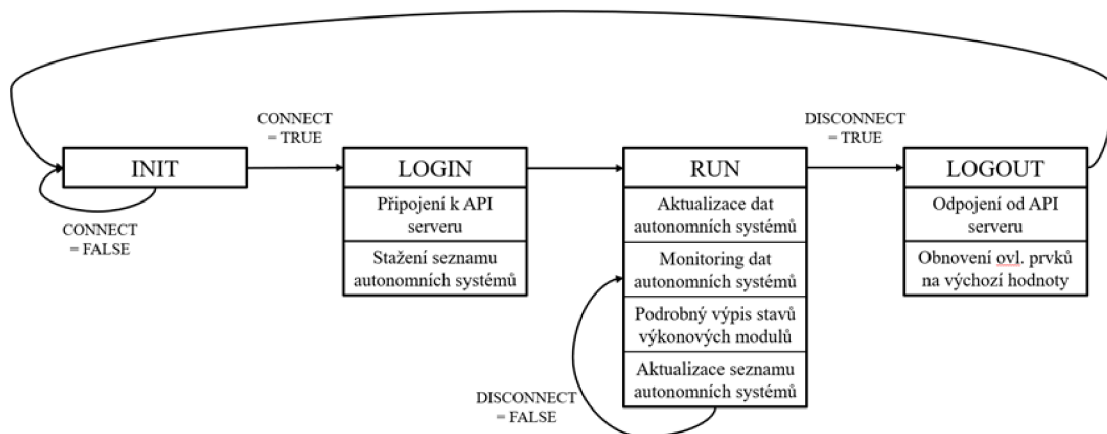 CONNECT
= TRUE
DISCONNECT
= TRUE
INIT
LOGIN
RUN
LOGOUT
CONNECT
= FALSE
Připojení k API
serveru
Stažení seznamu
autonomních systémů
Aktualizace dat
autonomních systémů
Monitoring dat
autonomních systémů
Podrobný výpis stavů
výkonových modulů
Aktualizace seznamu
autonomních systémů
Odpojení od API
serveru
Obnovení ovl. prvků
na výchozí hodnoty
DISCONNECT
= FALSE